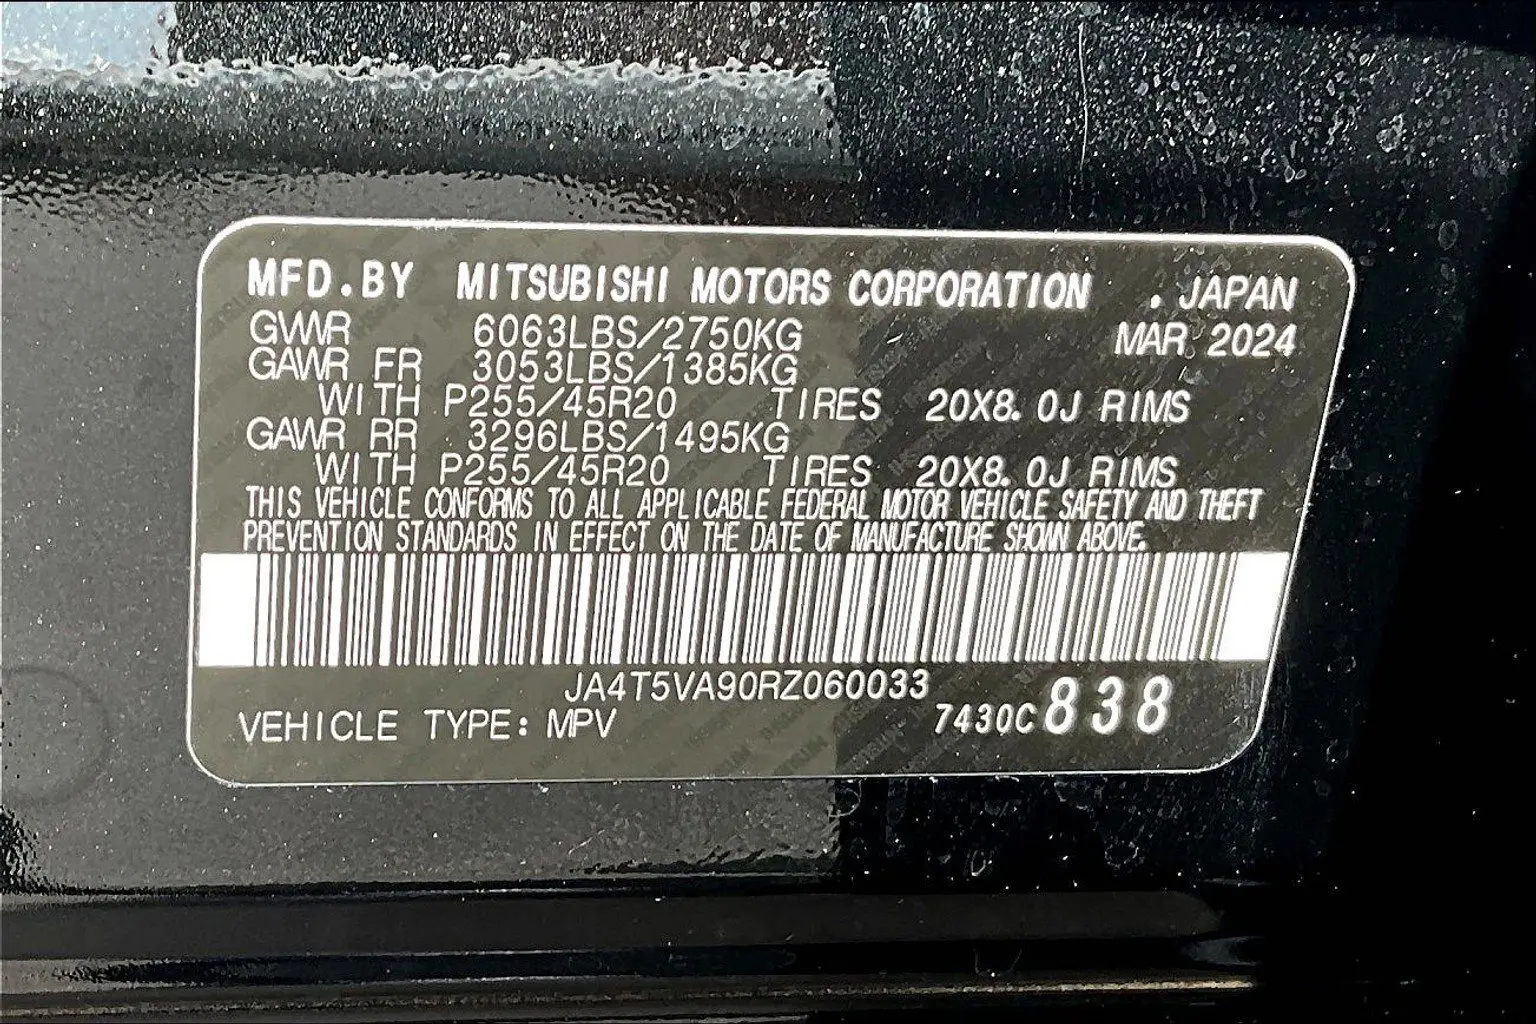 MFD.BY MITSUBISHI MOTORS CORPORATION . JAPAN
GVWR 6063LBS/2750KG MAR, 2024
GAWR FR 3053LBS/1385KG
WITH P255/45R20 TIRES 20X8.0J RIMS
GAWR RR 3296LBS/1495KG
WITH P255/45R20 TIRES 20X8.0J RIMS
THIS VEHICLE CONFORMS TO ALL APPLICABLE FEDERAL MOTOR VEHICLE SAFETY AND THEFT
PREVENTION STANDARDS IN EFFECT ON THE DATE OF MANUFACTURE SHOWN ABOVE.
JA4T5VA90RZ060033
VEHICLE TYPE: MPV 7430C 838